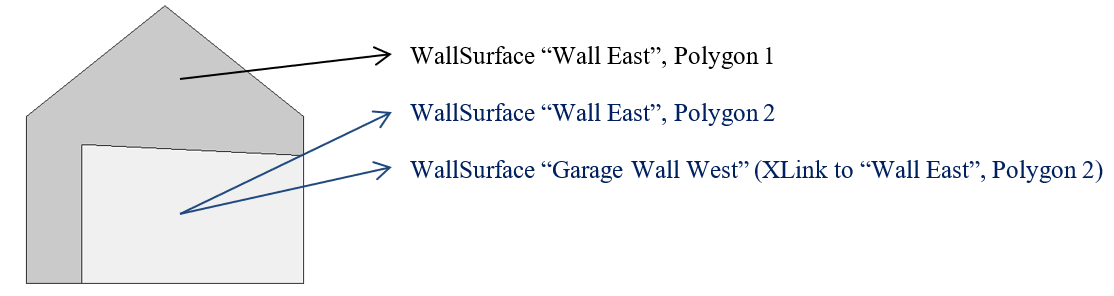 WallSurface “Wall East”, Polygon 1
WallSurface “Wall East”, Polygon 2
WallSurface “Garage Wall West” (XLink to “Wall East”, Polygon 2)